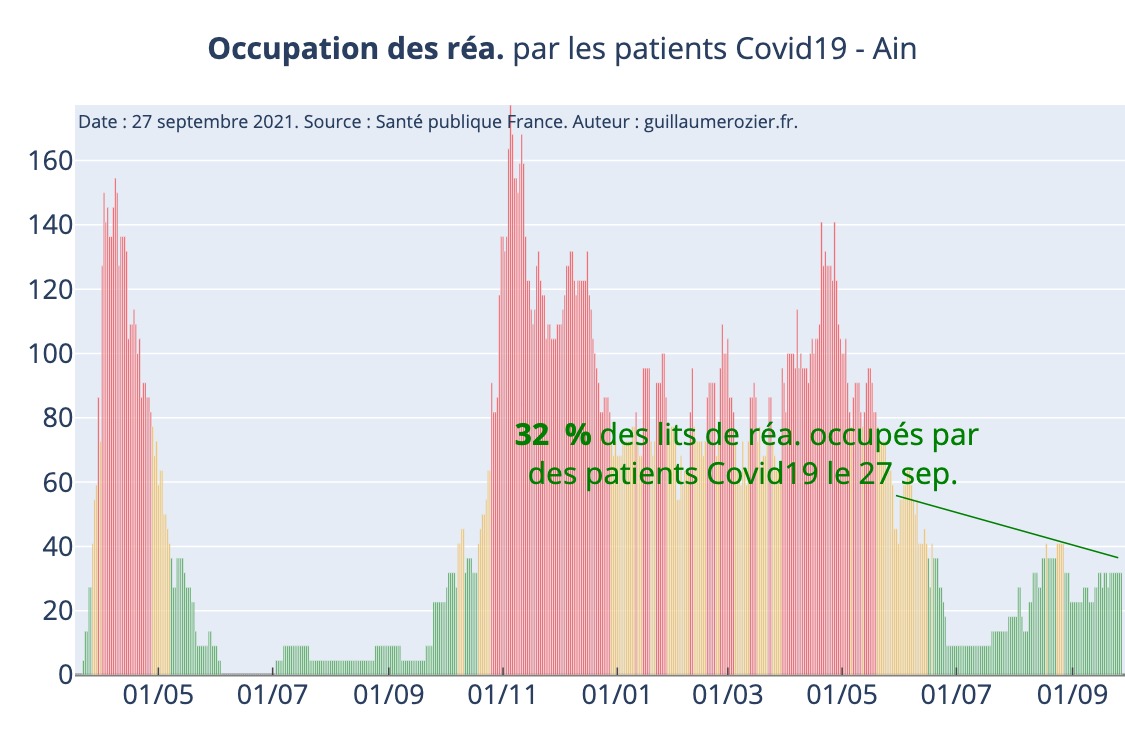 Occupation des réa. par les patients Covid19 - Ain
Date : 27 septembre 2021. Source : Santé publique France. Auteur : guillaumerozier.fr.
160
140
120
100
80
60
40
20
0
32 % des lits de réa. occupés par
des patients Covid19 le 27 sep.
01/05 01/07 01/09 01/11 01/01 01/03 01/05 01/07 01/09